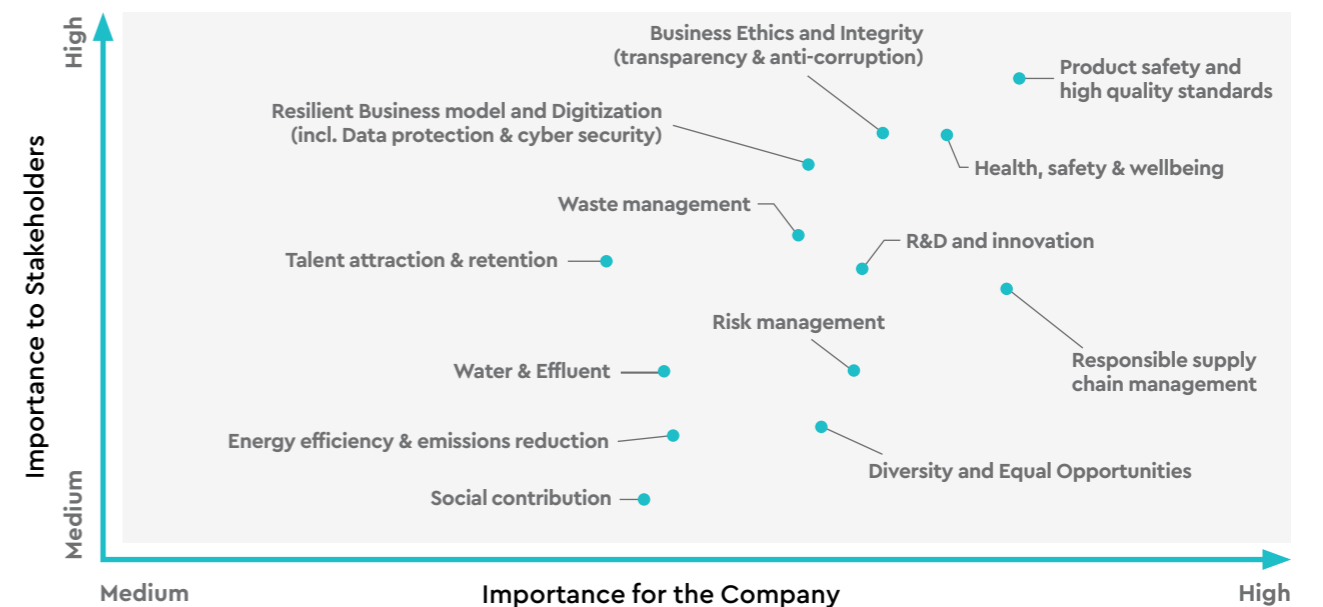 High
Business Ethics and Integrity
(transparency & anti-corruption)
Product safety and
high quality standards
Resilient Business model and Digitization
(incl. Data protection & cyber security)
Health, safety & wellbeing
Waste management
R&D and innovation
Talent attraction & retention
Risk management
Responsible supply
chain management
Water & Effluent
Energy efficiency & emissions reduction
Diversity and Equal Opportunities
Social contribution
Importance to Stakeholders
Medium
Medium
Importance for the Company
High